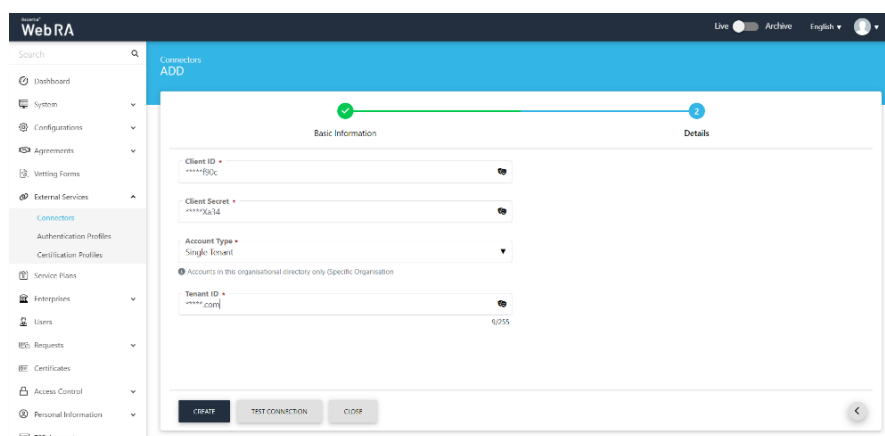 Ascertia
WebRA
Live Archive English
Search
Connectors
ADD
Dashboard
System
Configurations
Agreements
Vetting Forms
External Services
Connectors
Authentication Profiles
Certification Profiles
Service Plans
Enterprises
Users
Requests
Certificates
Access Control
Personal Information
2
Basic Information Details
Client ID •
*****f90c
Client Secret •
*****Xa34
Account Type •
Single Tenant
Accounts in this organisational directory only (Specific Organisation
Tenant ID •
*****.com
9/255
CREATE TEST CONNECTION CLOSE